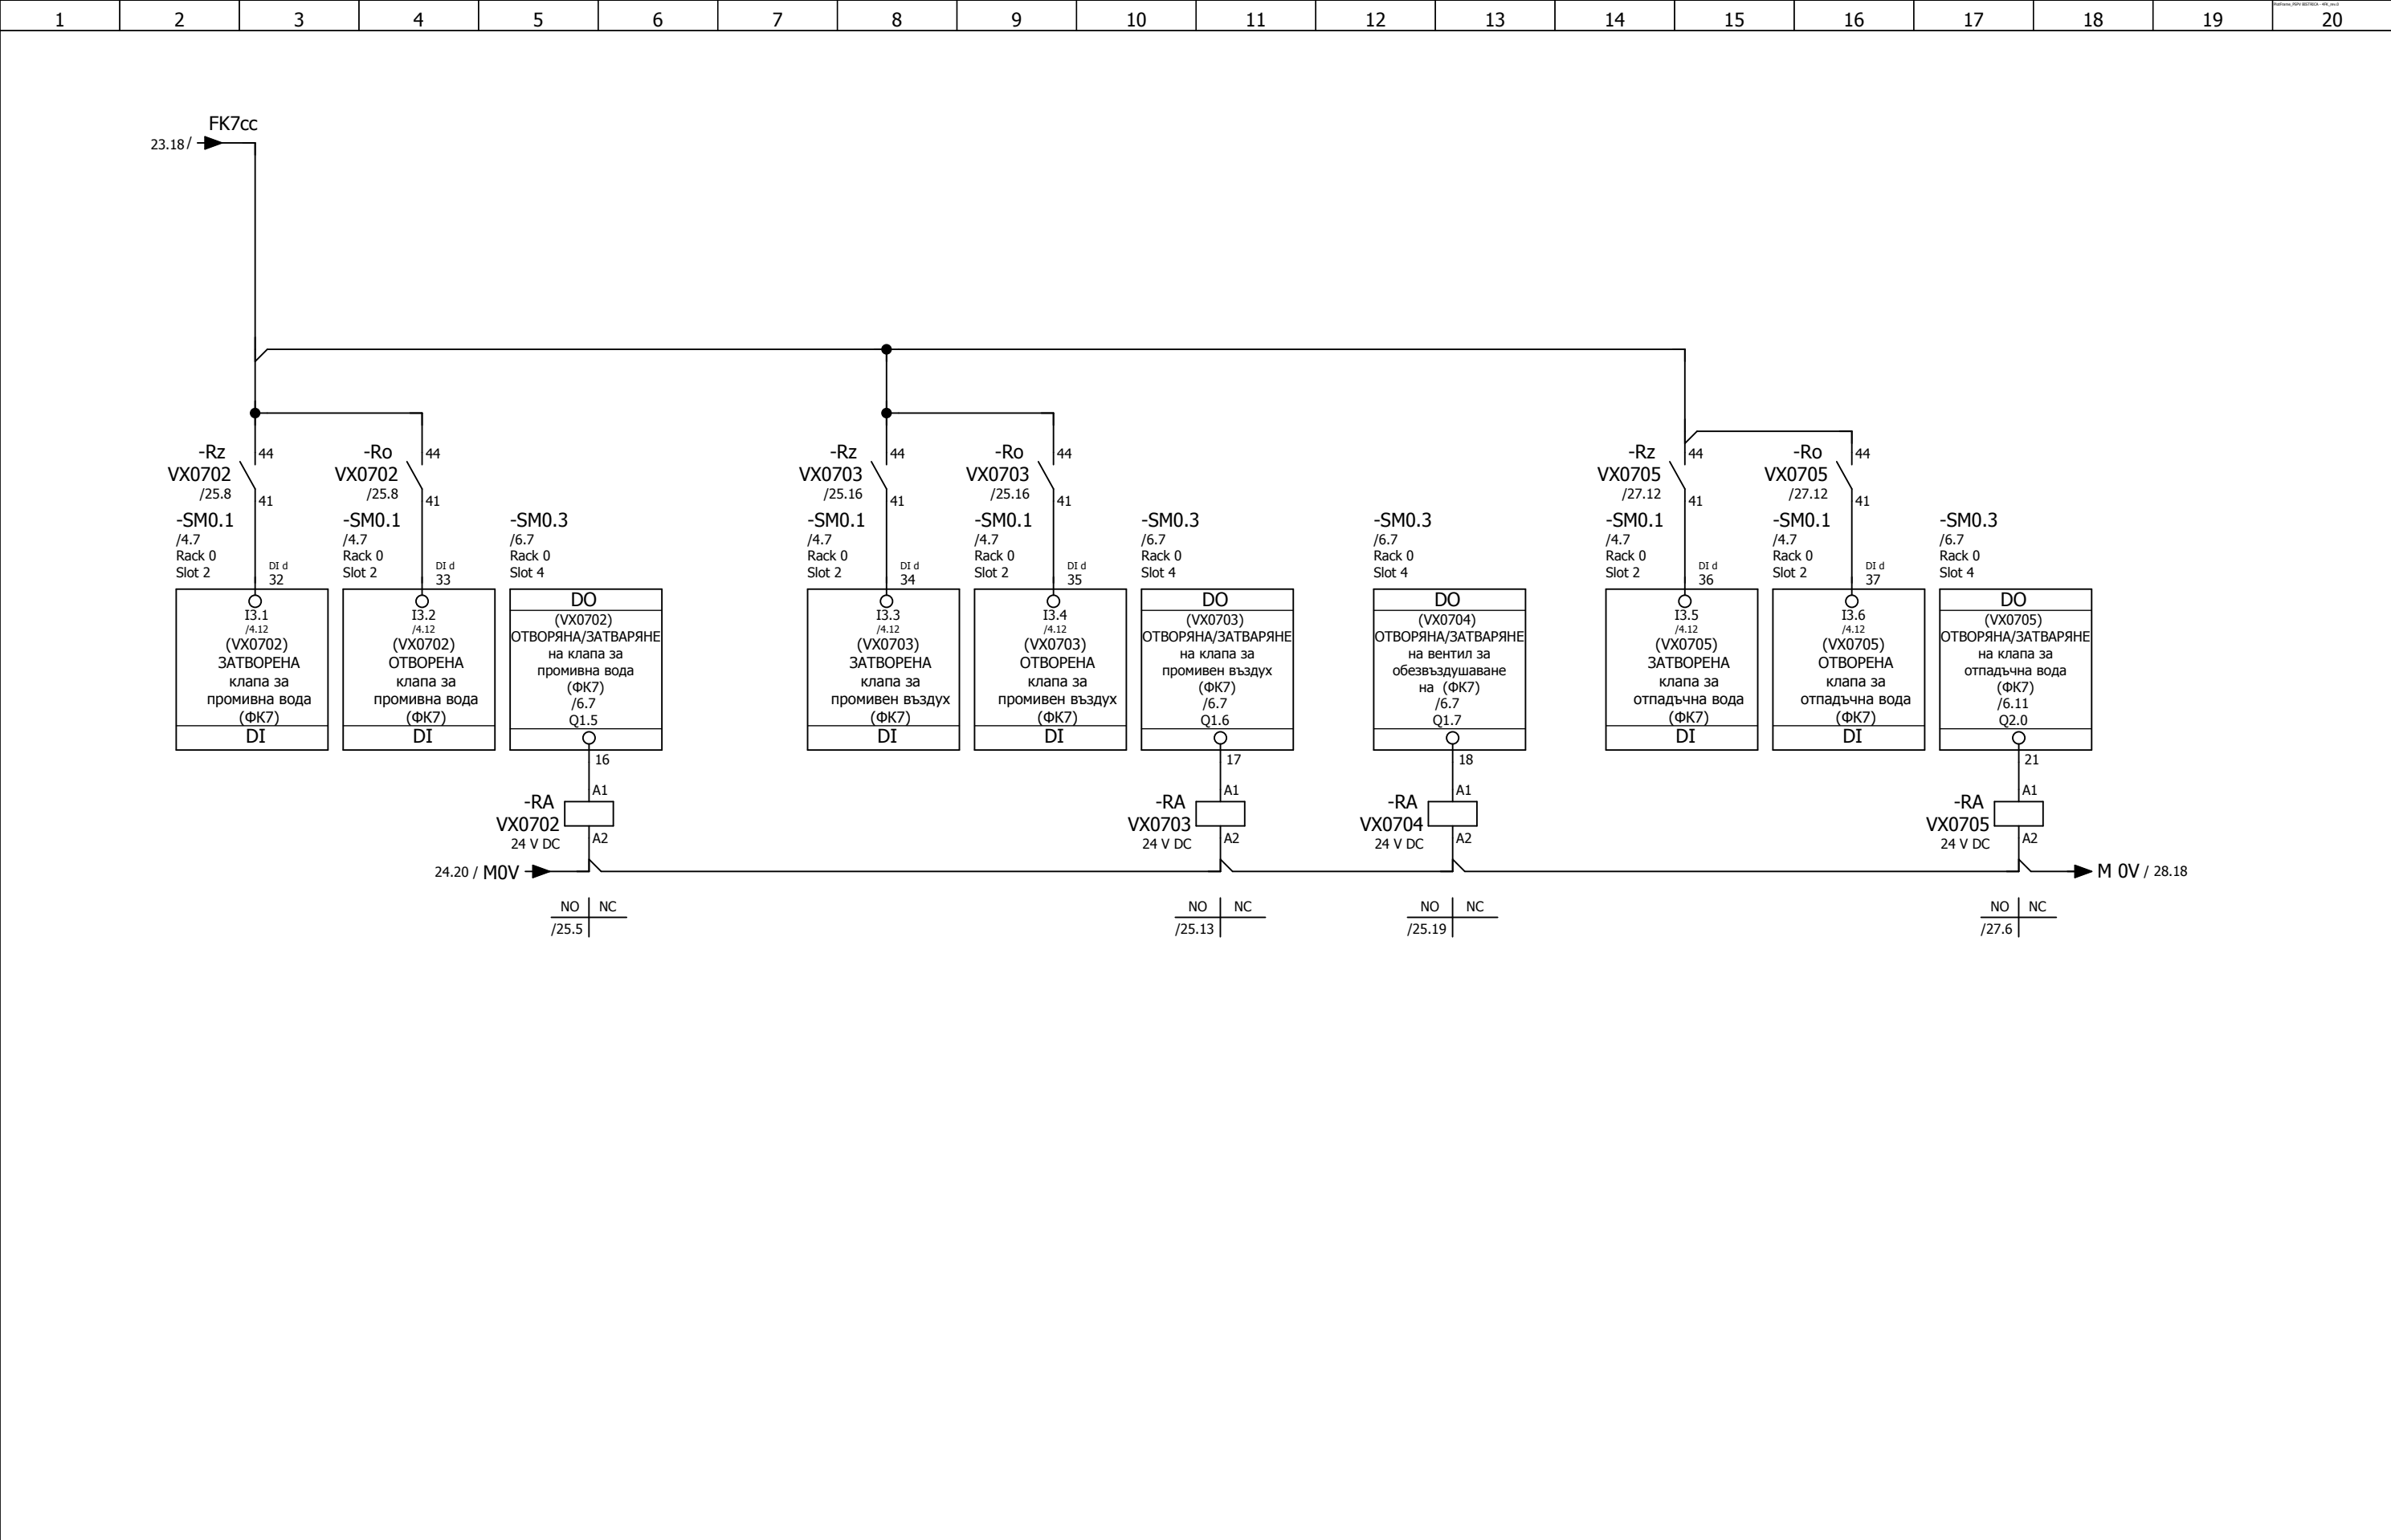 1 2 3 4 5 6 7 8 9 10 11 12 13 14 15 16 17 18 19 20
FK7cc
23.18 /
-Rz
VX0702
/25.8
44
41
-SM0.1
/4.7
Rack 0
Slot 2
DI d
32
I3.1
/4.12
(VX0702)
ЗАТВОРЕНА
клапа за
промивна вода
(ФК7)
DI
-Ro
VX0702
/25.8
44
41
-SM0.1
/4.7
Rack 0
Slot 2
DI d
33
I3.2
/4.12
(VX0702)
ОТВОРЕНА
клапа за
промивна вода
(ФК7)
DI
-SM0.3
/6.7
Rack 0
Slot 4
DO
(VX0702)
ОТВОРЯНА/ЗАТВАРЯНЕ
на клапа за
промивна вода
(ФК7)
/6.7
Q1.5
16
-RA
VX0702
24 V DC
A1
A2
24.20 / M0V
NO NC
/25.5
-Rz
VX0703
/25.16
44
41
-SM0.1
/4.7
Rack 0
Slot 2
DI d
34
I3.3
/4.12
(VX0703)
ЗАТВОРЕНА
клапа за
промивен въздух
(ФК7)
DI
-Ro
VX0703
/25.16
44
41
-SM0.1
/4.7
Rack 0
Slot 2
DI d
35
I3.4
/4.12
(VX0703)
ОТВОРЕНА
клапа за
промивен въздух
(ФК7)
DI
-SM0.3
/6.7
Rack 0
Slot 4
DO
(VX0703)
ОТВОРЯНА/ЗАТВАРЯНЕ
на клапа за
промивен въздух
(ФК7)
/6.7
Q1.6
17
-RA
VX0703
24 V DC
A1
A2
NO NC
/25.13
-SM0.3
/6.7
Rack 0
Slot 4
DO
(VX0704)
ОТВОРЯНА/ЗАТВАРЯНЕ
на вентил за
обезвъздушаване
на (ФК7)
/6.7
Q1.7
18
-RA
VX0704
24 V DC
A1
A2
NO NC
/25.19
-Rz
VX0705
/27.12
44
41
-SM0.1
/4.7
Rack 0
Slot 2
DI d
36
I3.5
/4.12
(VX0705)
ЗАТВОРЕНА
клапа за
отпадъчна вода
(ФК7)
DI
-Ro
VX0705
/27.12
44
41
-SM0.1
/4.7
Rack 0
Slot 2
DI d
37
I3.6
/4.12
(VX0705)
ОТВОРЕНА
клапа за
отпадъчна вода
(ФК7)
DI
-SM0.3
/6.7
Rack 0
Slot 4
DO
(VX0705)
ОТВОРЯНА/ЗАТВАРЯНЕ
на клапа за
отпадъчна вода
(ФК7)
/6.11
Q2.0
21
-RA
VX0705
24 V DC
A1
A2
M 0V / 28.18
NO NC
/27.6